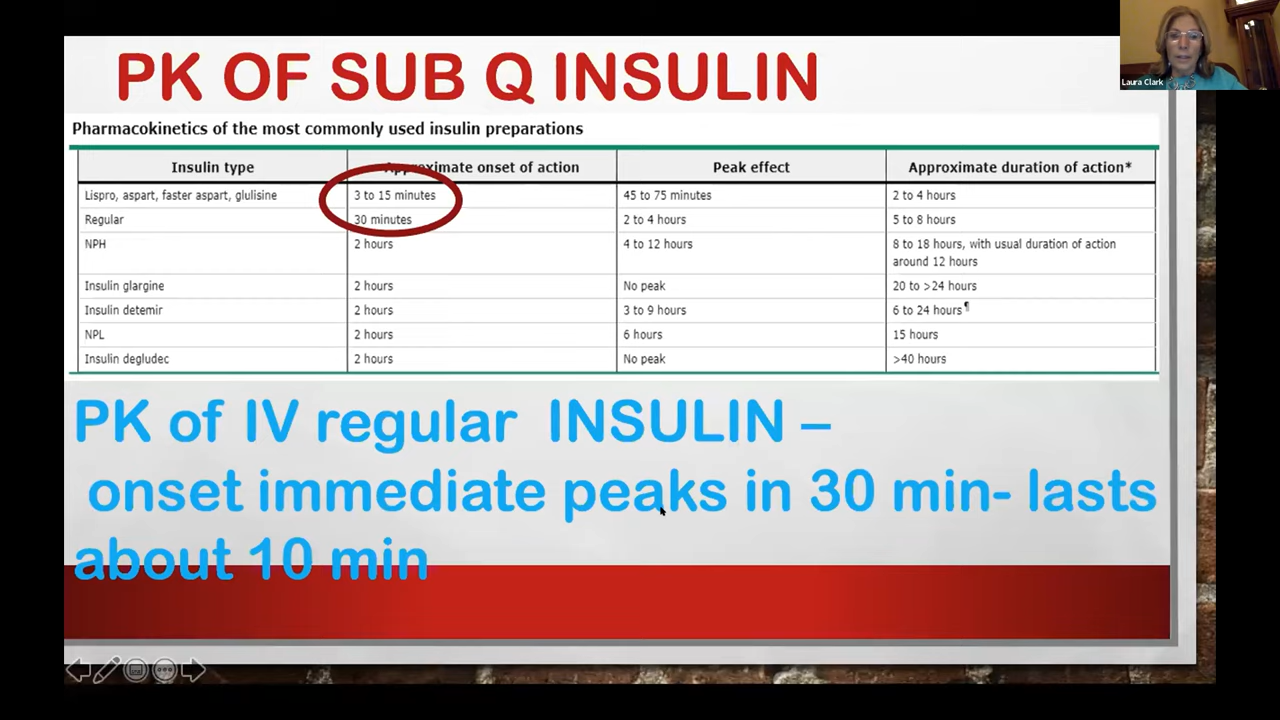 PK OF SUB Q INSULIN
Laura Clark
Pharmacokinetics of the most commonly used insulin preparations
Insulin type Approximate onset of action Peak effect Approximate duration of action*
Lispro, aspart, faster aspart, glulisine 3 to 15 minutes 45 to 75 minutes 2 to 4 hours
Regular 30 minutes 2 to 4 hours 5 to 8 hours
NPH 2 hours 4 to 12 hours 8 to 18 hours, with usual duration of action
around 12 hours
Insulin glargine 2 hours No peak 20 to >24 hours
Insulin detemir 2 hours 3 to 9 hours 6 to 24 hours¶
NPL 2 hours 6 hours 15 hours
Insulin degludec 2 hours No peak >40 hours
PK of IV regular INSULIN –
onset immediate peaks in 30 min- lasts
about 10 min